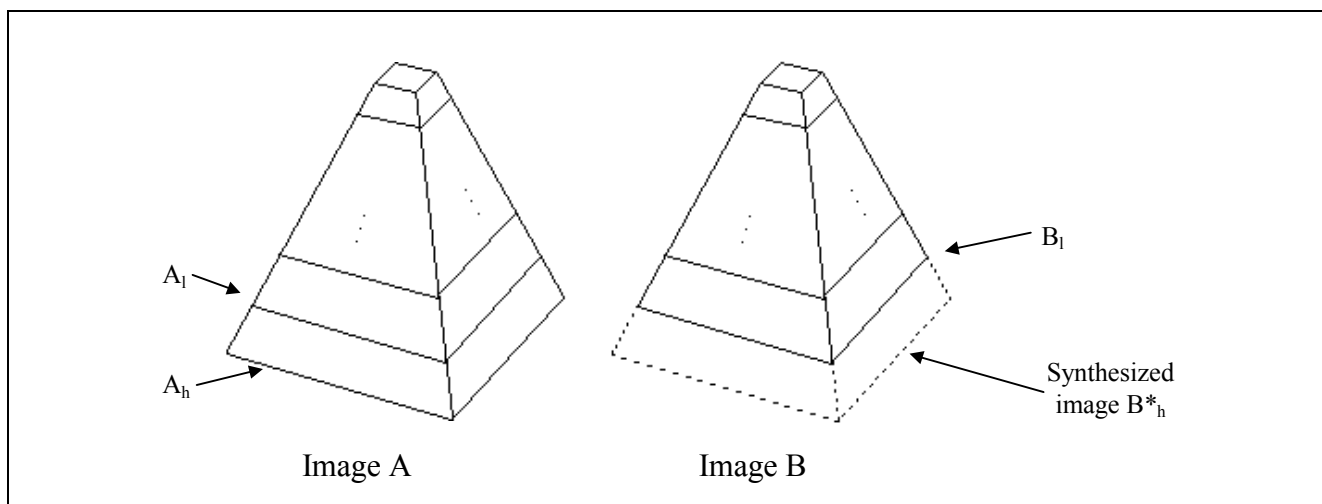 A_l
B_l
A_h
Synthesized
image B*_h
Image A
Image B